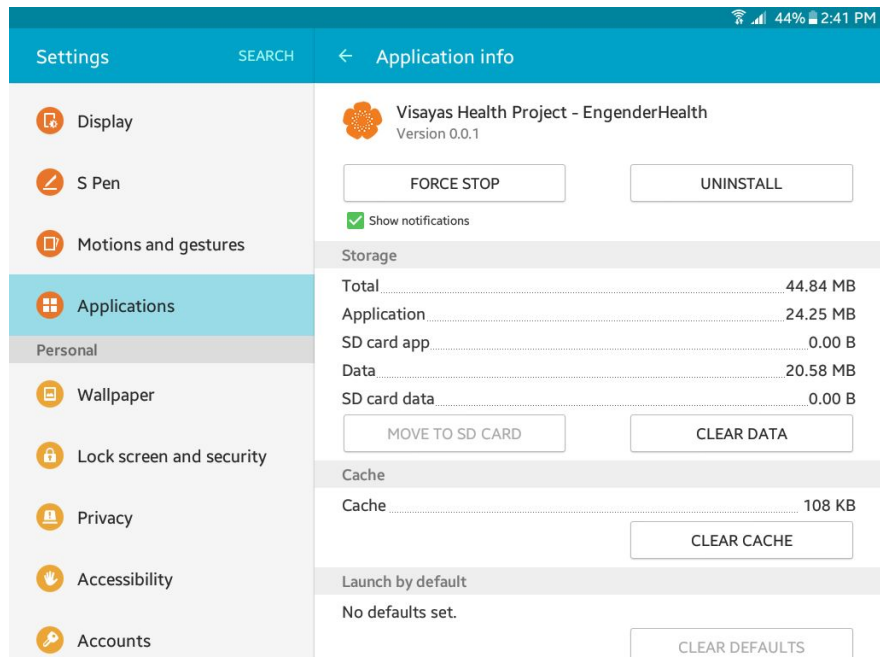 44% 2:41 PM
Settings SEARCH
Display
S Pen
Motions and gestures
Applications
Personal
Wallpaper
Lock screen and security
Privacy
Accessibility
Accounts
Application info
Visayas Health Project - EngenderHealth
Version 0.0.1
FORCE STOP UNINSTALL
Show notifications
Storage
Total 44.84 MB
Application 24.25 MB
SD card app 0.00 B
Data 20.58 MB
SD card data 0.00 B
MOVE TO SD CARD CLEAR DATA
Cache
Cache 108 KB
CLEAR CACHE
Launch by default
No defaults set.
CLEAR DEFAULTS